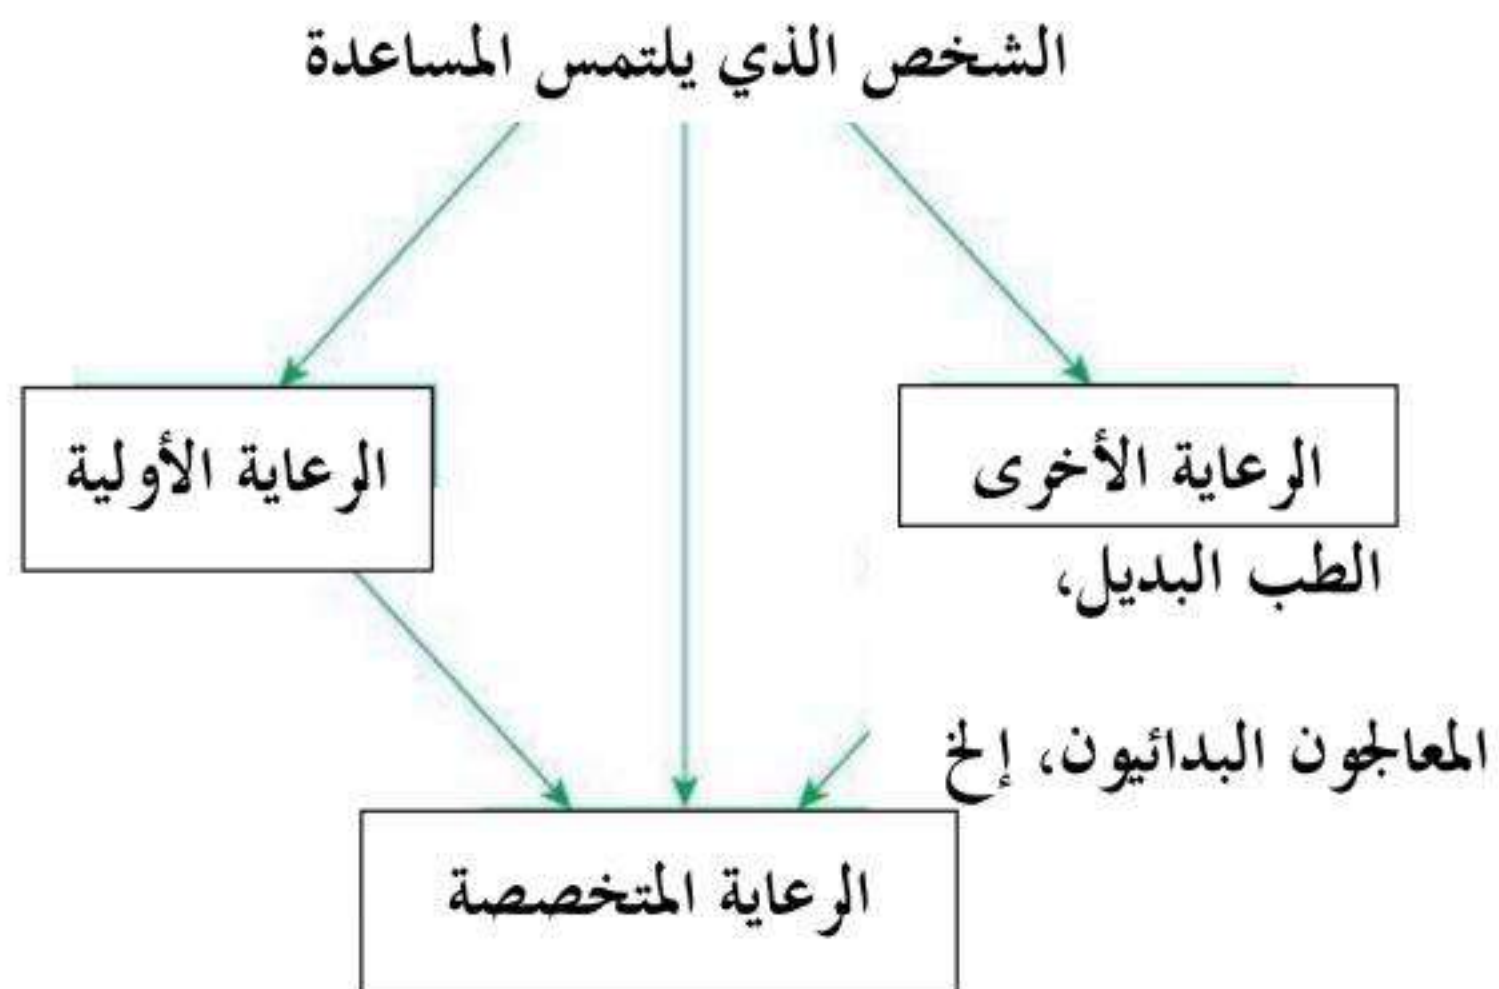 الشخص الذي يلتمس المساعدة
الرعاية الأخرى
الرعاية الأولية
الطب البديل،
المعالجون البدائيون، إلخ
الرعاية المتخصصة